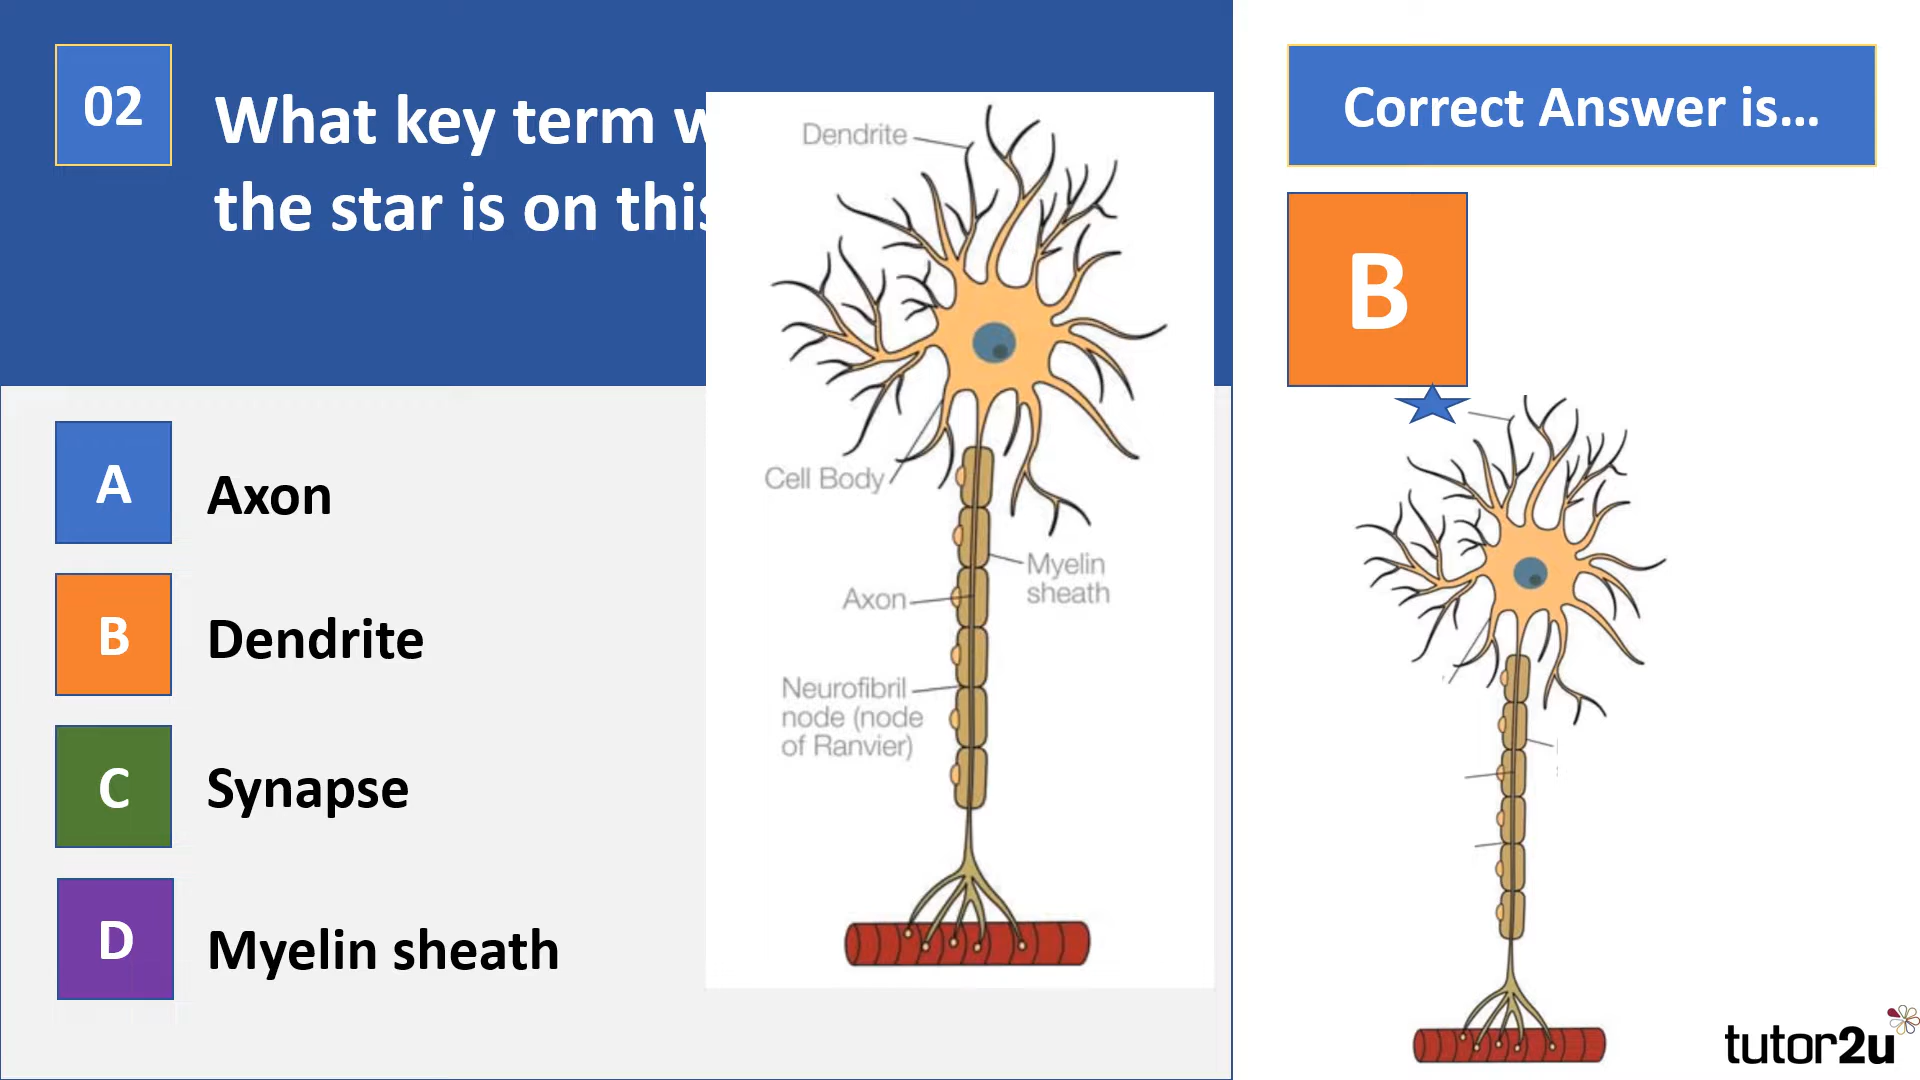 02
What key term w
the star is on this
A
Axon
B
Dendrite
C
Synapse
D
Myelin sheath
Dendrite
Cell Body
Myelin
sheath
Axon
Neurofibril
node (node
of Ranvier)
Correct Answer is...
B
tutor2u